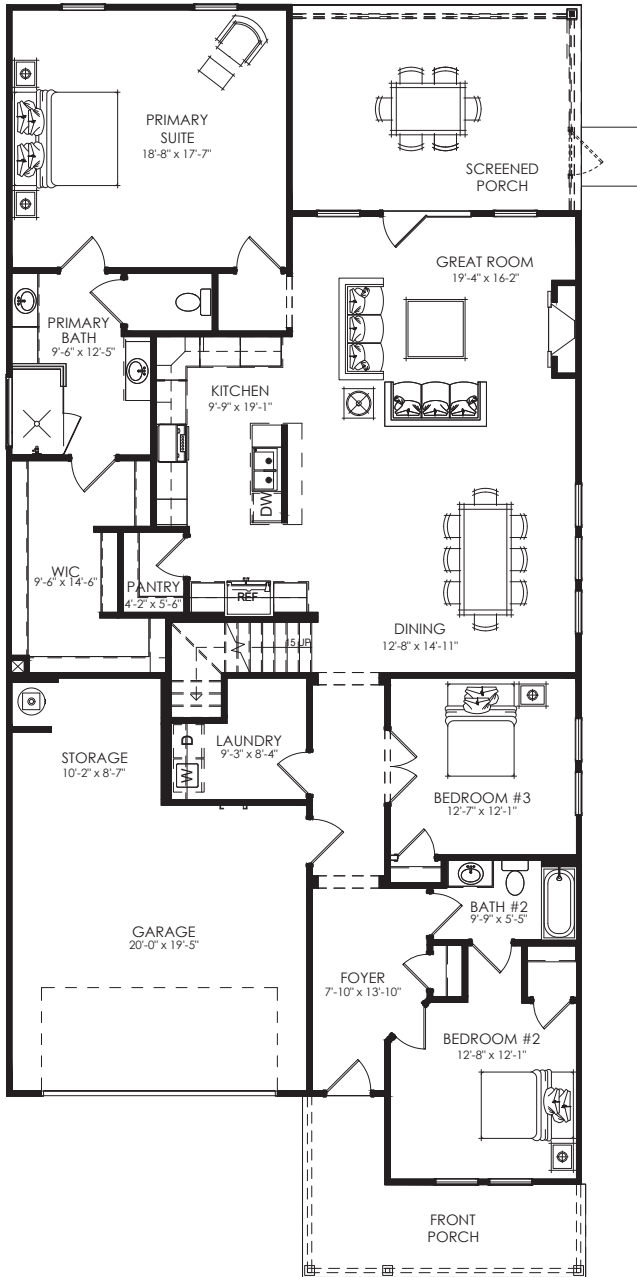 PRIMARY
SUITE
18'-8" x 17'-7"
SCREENED
PORCH
GREAT ROOM
19'-4" x 16'-2"
PRIMARY
BATH
9'-6" x 12'-5"
KITCHEN
9'-9" x 19'-1"
DW
WIC
9'-6" x 14'-6"
PANTRY
4'-2" x 5'-6"
REF
DINING
12'-8" x 14'-11"
15 UP
STORAGE
10'-2" x 8'-7"
D
W
LAUNDRY
9'-3" x 8'-4"
BEDROOM #3
12'-7" x 12'-1"
BATH #2
9'-9" x 5'-5"
GARAGE
20'-0" x 19'-5"
FOYER
7'-10" x 13'-10"
BEDROOM #2
12'-8" x 12'-1"
FRONT
PORCH